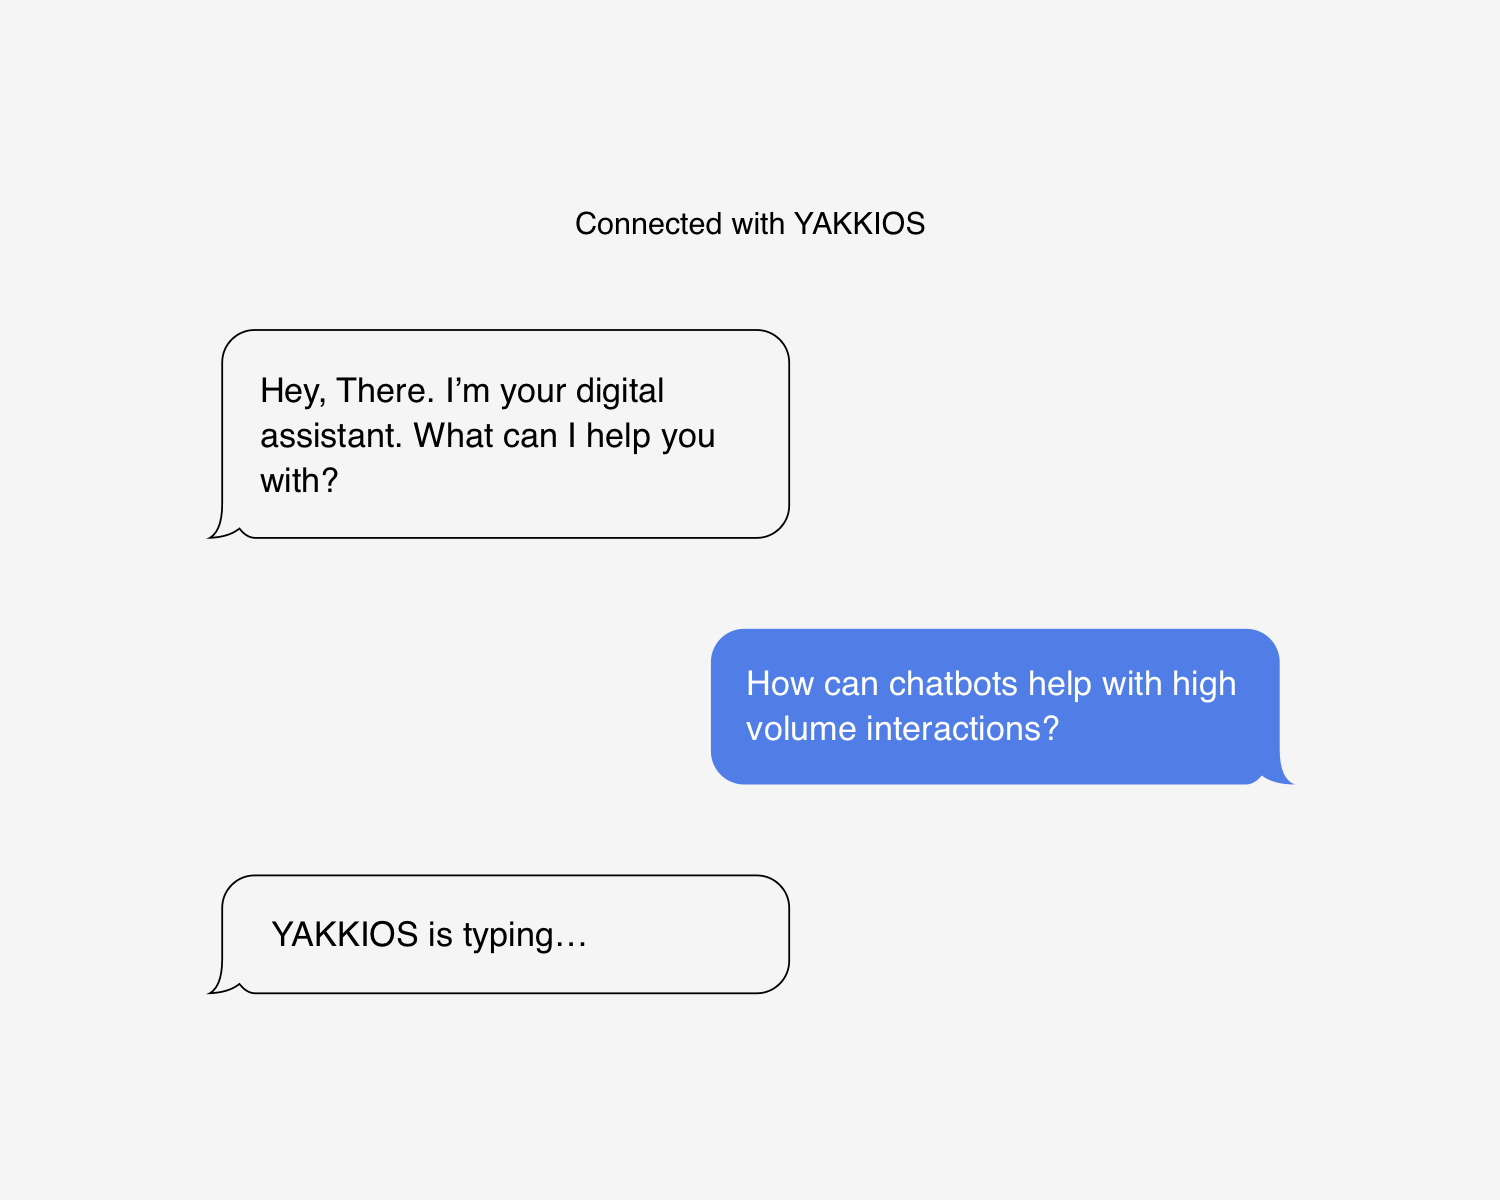 Connected with YAKKIOS
Hey, There. I’m your digital
assistant. What can I help you
with?
How can chatbots help with high
volume interactions?
YAKKIOS is typing…